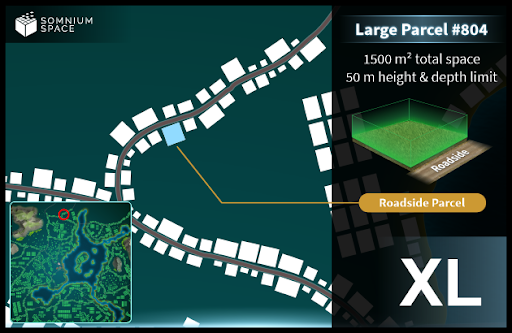 SOMNIUM
SPACE
Large Parcel #804
1500 m² total space
50 m height & depth limit
Roadside
Roadside Parcel
XL